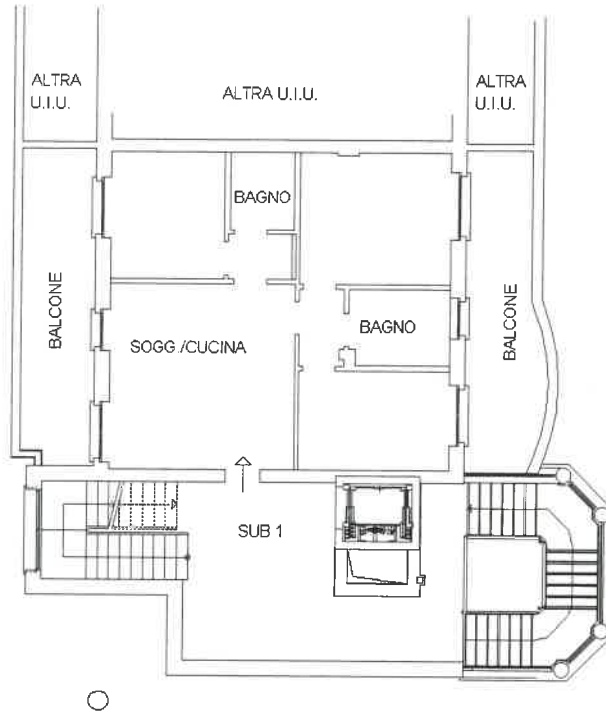 ALTRA
U.I.U.
ALTRA U.I.U.
ALTRA
U.I.U.
BAGNO
BALCONE
SOGG./CUCINA
BAGNO
BALCONE
SUB 1